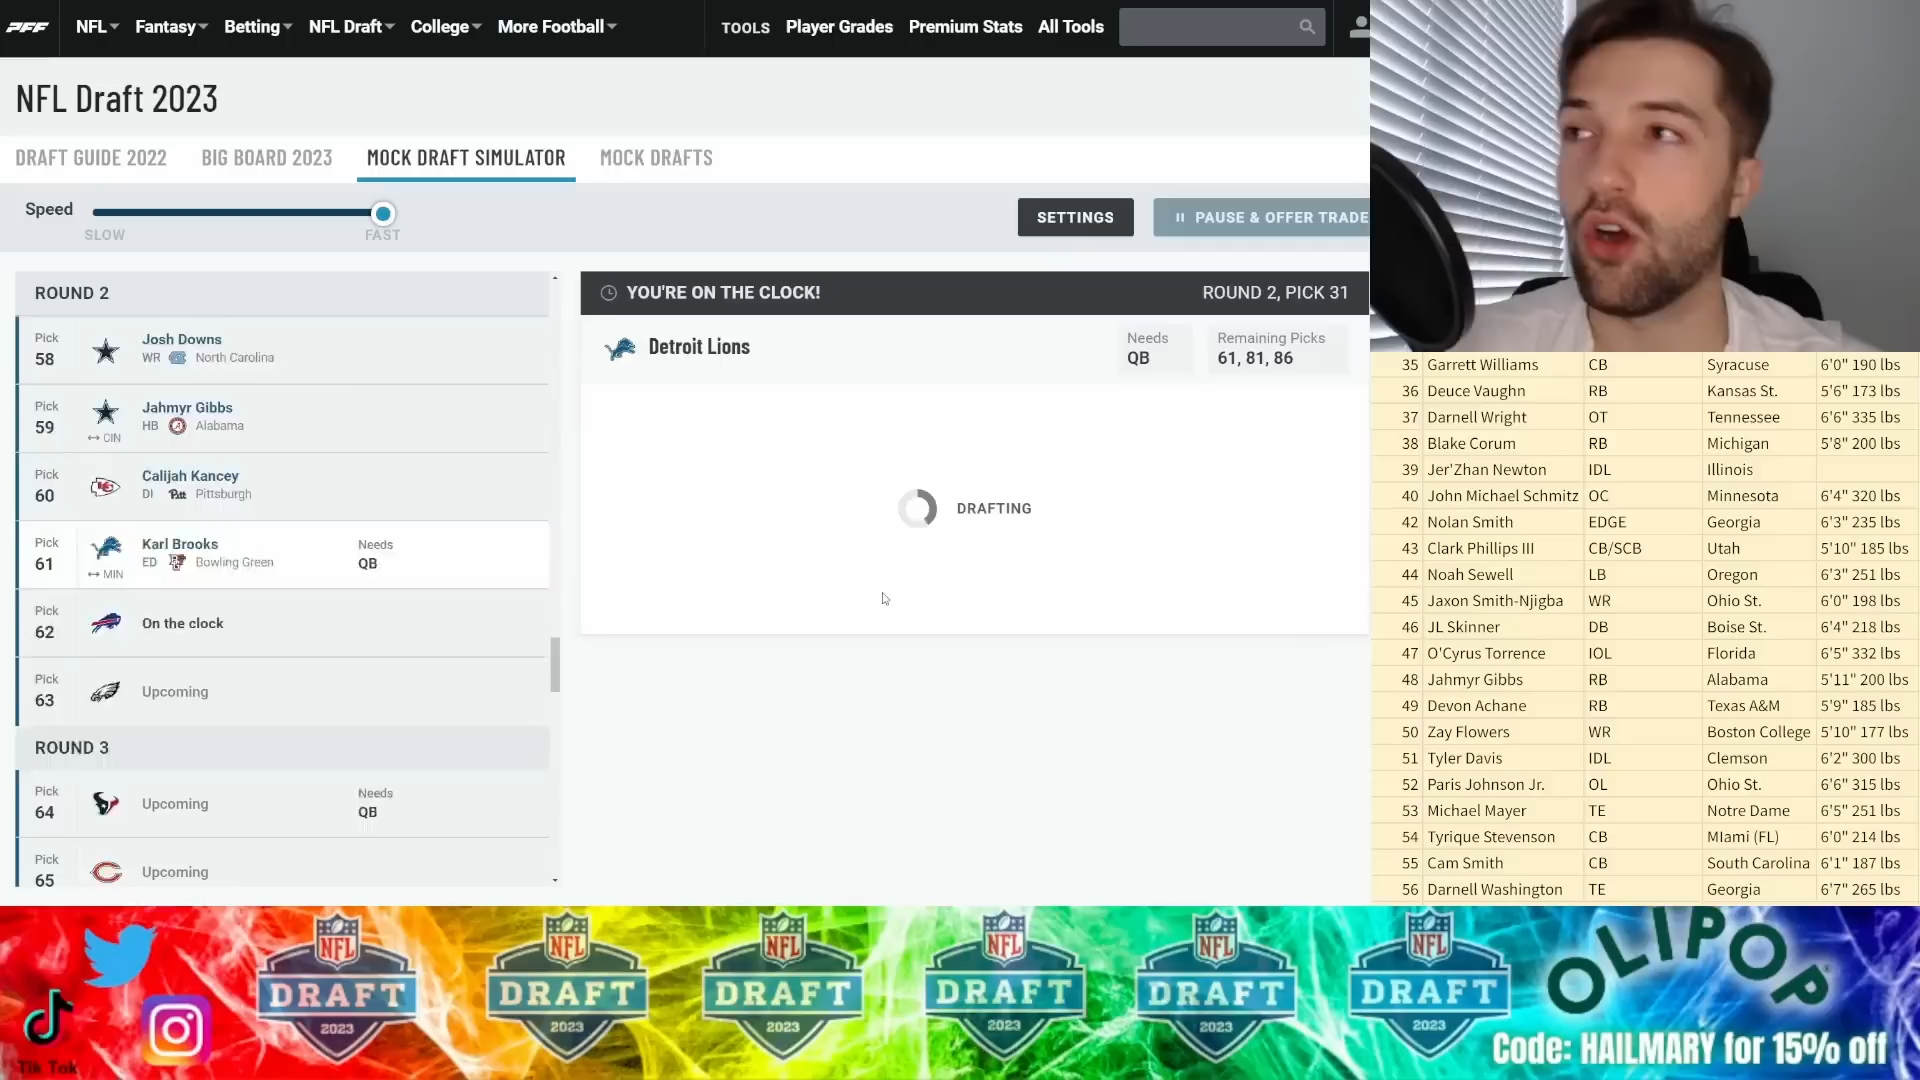 PFF
NFL
Fantasy
Betting
NFL Draft
College
More Football
TOOLS
Player Grades
Premium Stats
All Tools
NFL Draft 2023
DRAFT GUIDE 2022
BIG BOARD 2023
MOCK DRAFT SIMULATOR
MOCK DRAFTS
Speed
SLOW
FAST
SETTINGS
PAUSE & OFFER TRADE
ROUND 2
Pick
58
Josh Downs
WR North Carolina
Pick
59
↔ CIN
Jahmyr Gibbs
HB Alabama
Pick
60
Calijah Kancey
DI Pitt Pittsburgh
Pick
61
↔ MIN
Karl Brooks
ED Bowling Green
Needs
QB
Pick
62
On the clock
Pick
63
Upcoming
ROUND 3
Pick
64
Upcoming
Needs
QB
Pick
65
Upcoming
YOU'RE ON THE CLOCK!
ROUND 2, PICK 31
Detroit Lions
Needs
QB
Remaining Picks
61, 81, 86
DRAFTING
35 Garrett Williams CB Syracuse 6'0" 190 lbs
36 Deuce Vaughn RB Kansas St. 5'6" 173 lbs
37 Darnell Wright OT Tennessee 6'6" 335 lbs
38 Blake Corum RB Michigan 5'8" 200 lbs
39 Jer'Zhan Newton IDL Illinois
40 John Michael Schmitz OC Minnesota 6'4" 320 lbs
42 Nolan Smith EDGE Georgia 6'3" 235 lbs
43 Clark Phillips III CB/SCB Utah 5'10" 185 lbs
44 Noah Sewell LB Oregon 6'3" 251 lbs
45 Jaxon Smith-Njigba WR Ohio St. 6'0" 198 lbs
46 JL Skinner DB Boise St. 6'4" 218 lbs
47 O'Cyrus Torrence IOL Florida 6'5" 332 lbs
48 Jahmyr Gibbs RB Alabama 5'11" 200 lbs
49 Devon Achane RB Texas A&M 5'9" 185 lbs
50 Zay Flowers WR Boston College 5'10" 177 lbs
51 Tyler Davis IDL Clemson 6'2" 300 lbs
52 Paris Johnson Jr. OL Ohio St. 6'6" 315 lbs
53 Michael Mayer TE Notre Dame 6'5" 251 lbs
54 Tyrique Stevenson CB MIami (FL) 6'0" 214 lbs
55 Cam Smith CB South Carolina 6'1" 187 lbs
56 Darnell Washington TE Georgia 6'7" 265 lbs
Tik Tok
NFL
DRAFT
2023
NFL
DRAFT
2023
NFL
DRAFT
2023
NFL
DRAFT
2023
NFL
DRAFT
2023
NFL
DRAFT
2023
OLIPOP
Code: HAILMARY for 15% off